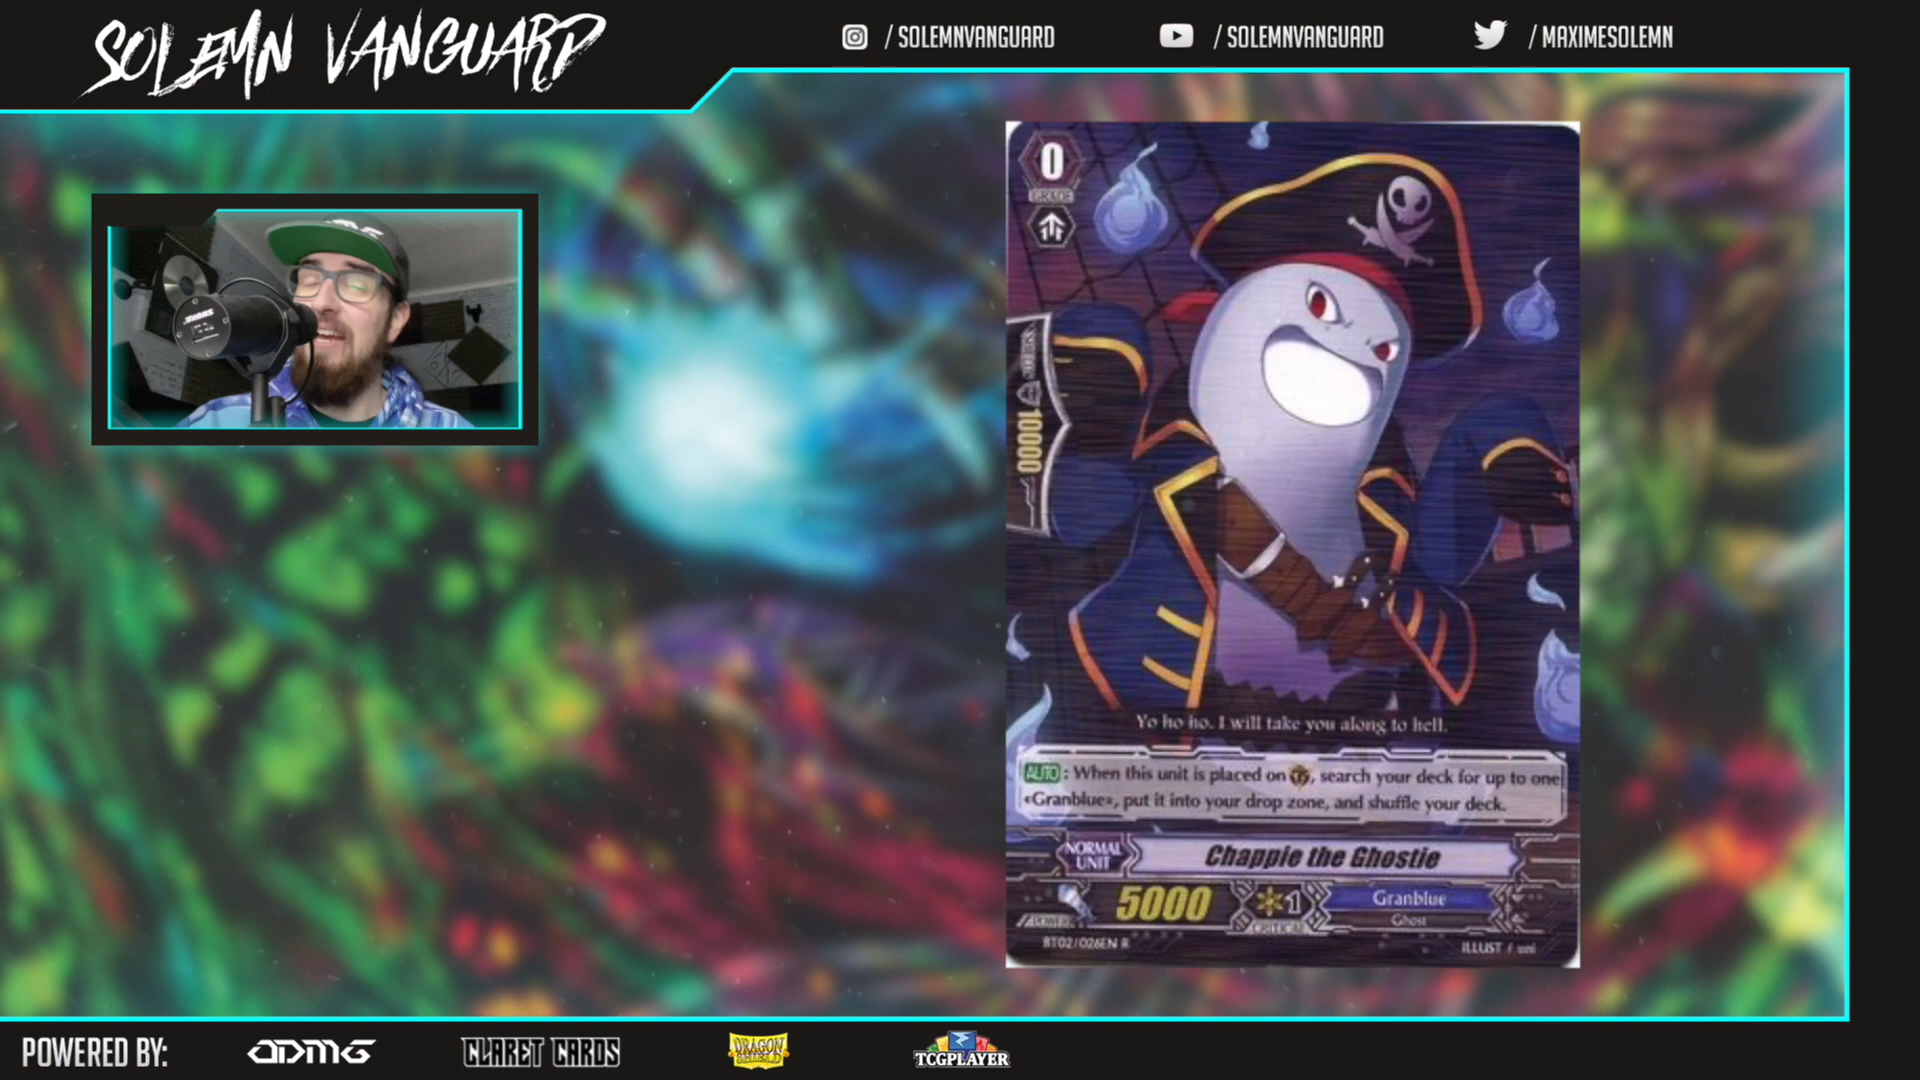 SOLEMN VANGUARD
/ SOLEMNVANGUARD
/ SOLEMNVANGUARD
/ MAXIMESOLEMN
0
GRADE
10000
Yo ho ho. I will take you along to hell.
AUTO : When this unit is placed on , search your deck for up to one
«Granblue», put it into your drop zone, and shuffle your deck.
NORMAL
UNIT
Chappie the Ghostie
POWER
5000
1
CRITICAL
Granblue
Ghost
BT02/026EN R
ILLUST / uni
POWERED BY:
ADMG
CLARET CARDS
DRAGON
SHIELD
TCGPLAYER